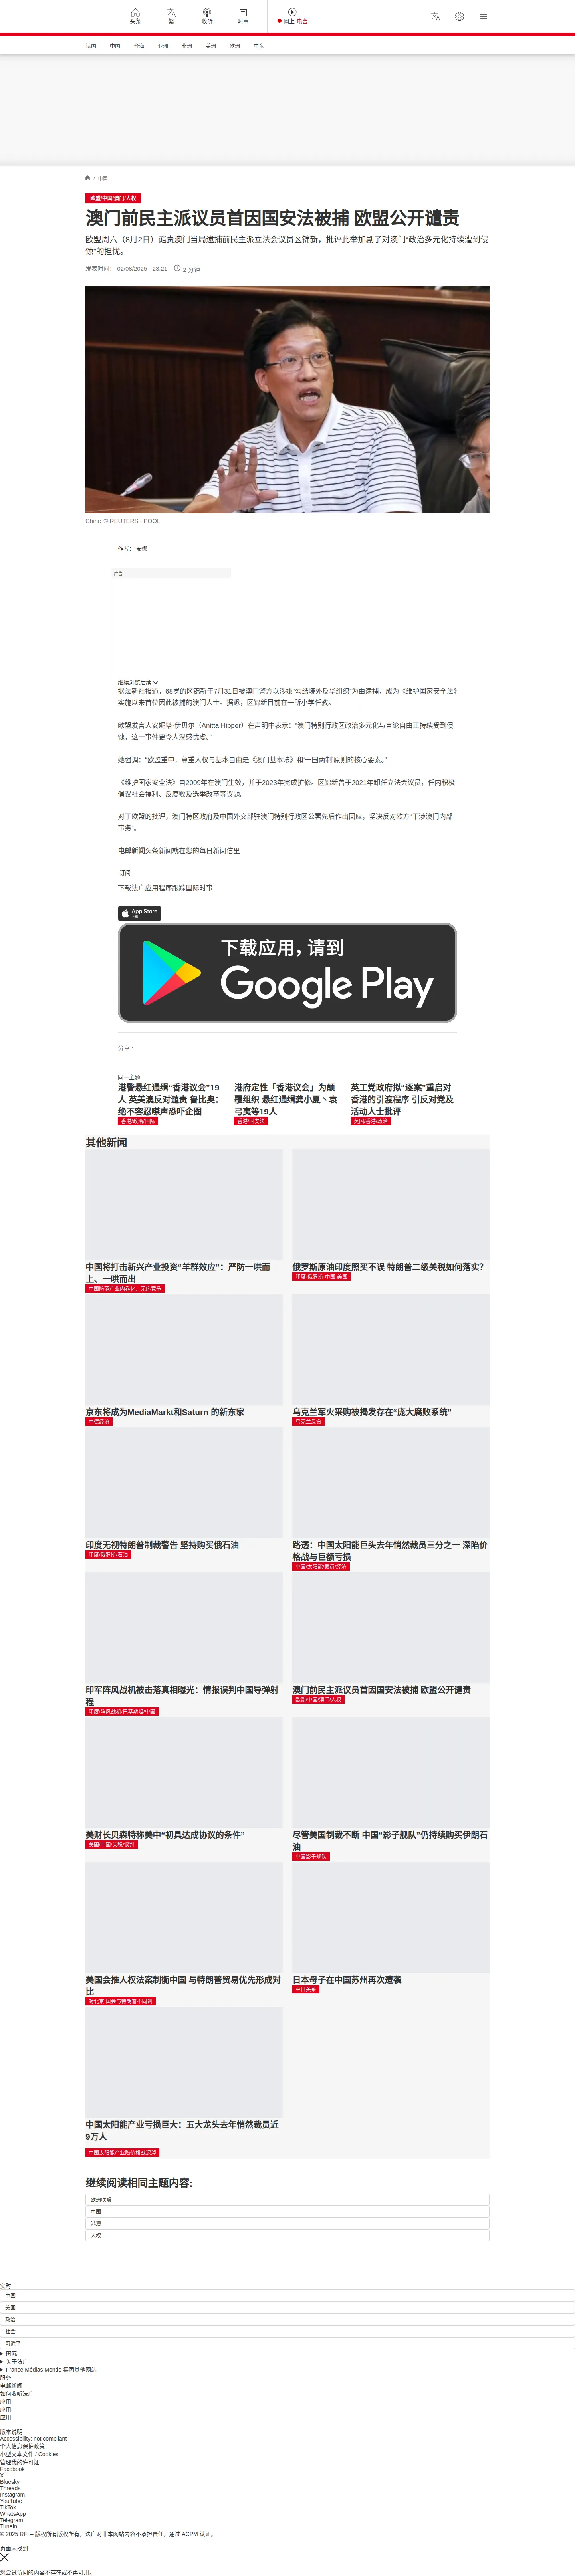 头条
繁
收听
时事
网上 电台
法国
中国
台海
亚洲
非洲
美洲
欧洲
中东
/ 中国
欧盟/中国/澳门/人权
澳门前民主派议员首因国安法被捕 欧盟公开谴责
欧盟周六（8月2日）谴责澳门当局逮捕前民主派立法会议员区锦新，批评此举加剧了对澳门“政治多元化持续遭到侵
蚀”的担忧。
发表时间： 02/08/2025 - 23:21 2 分钟
Chine © REUTERS - POOL
作者： 安娜
广告
继续浏览后续
据法新社报道，68岁的区锦新于7月31日被澳门警方以涉嫌“勾结境外反华组织”为由逮捕，成为《维护国家安全法》
实施以来首位因此被捕的澳门人士。据悉，区锦新目前在一所小学任教。
欧盟发言人安妮塔·伊贝尔（Anitta Hipper）在声明中表示：“澳门特别行政区政治多元化与言论自由正持续受到侵
蚀，这一事件更令人深感忧虑。”
她强调：“欧盟重申，尊重人权与基本自由是《澳门基本法》和‘一国两制’原则的核心要素。”
《维护国家安全法》自2009年在澳门生效，并于2023年完成扩修。区锦新曾于2021年卸任立法会议员，任内积极
倡议社会福利、反腐败及选举改革等议题。
对于欧盟的批评，澳门特区政府及中国外交部驻澳门特别行政区公署先后作出回应，坚决反对欧方“干涉澳门内部
事务”。
电邮新闻头条新闻就在您的每日新闻信里
订阅
下载法广应用程序跟踪国际时事
App Store
下载
下载应用，请到
Google Play
分享 :
同一主题
港警悬红通缉“香港议会”19
人 英美澳反对谴责 鲁比奥：
绝不容忍噤声恐吓企图
香港/政治/国际
港府定性「香港议会」为颠
覆组织 悬红通缉龚小夏丶袁
弓夷等19人
香港/国安法
英工党政府拟“逐案”重启对
香港的引渡程序 引反对党及
活动人士批评
英国/香港/政治
其他新闻
中国将打击新兴产业投资“羊群效应”：严防一哄而
上、一哄而出
中国防范产业内卷化、无序竞争
俄罗斯原油印度照买不误 特朗普二级关税如何落实？
印度·俄罗斯·中国·美国
京东将成为MediaMarkt和Saturn 的新东家
中德经济
乌克兰军火采购被揭发存在“庞大腐败系统”
乌克兰反贪
印度无视特朗普制裁警告 坚持购买俄石油
印度/俄罗斯/石油
路透：中国太阳能巨头去年悄然裁员三分之一 深陷价
格战与巨额亏损
中国/太阳能/裁员/经济
印军阵风战机被击落真相曝光：情报误判中国导弹射
程
印度/阵风战机/巴基斯坦/中国
澳门前民主派议员首因国安法被捕 欧盟公开谴责
欧盟/中国/澳门/人权
美财长贝森特称美中“初具达成协议的条件”
美国/中国/关税/谈判
尽管美国制裁不断 中国“影子舰队”仍持续购买伊朗石
油
中国影子舰队
美国会推人权法案制衡中国 与特朗普贸易优先形成对
比
对北京 国会与特朗普不同调
日本母子在中国苏州再次遭袭
中日关系
中国太阳能产业亏损巨大：五大龙头去年悄然裁员近
9万人
中国太阳能产业陷价格战泥沼
继续阅读相同主题内容:
欧洲联盟
中国
港澳
人权
实时
中国
美国
政治
社会
习近平
国际
关于法广
France Médias Monde 集团其他网站
服务
电邮新闻
如何收听法广
应用
应用
应用
版本说明
Accessibility: not compliant
个人信息保护政策
小型文本文件 / Cookies
管理我的许可证
Facebook
X
Bluesky
Threads
Instagram
YouTube
TikTok
WhatsApp
Telegram
TuneIn
© 2025 RFI – 版权所有版权所有。法广对非本网站内容不承担责任。通过 ACPM 认证。
页面未找到
您尝试访问的内容不存在或不再可用。